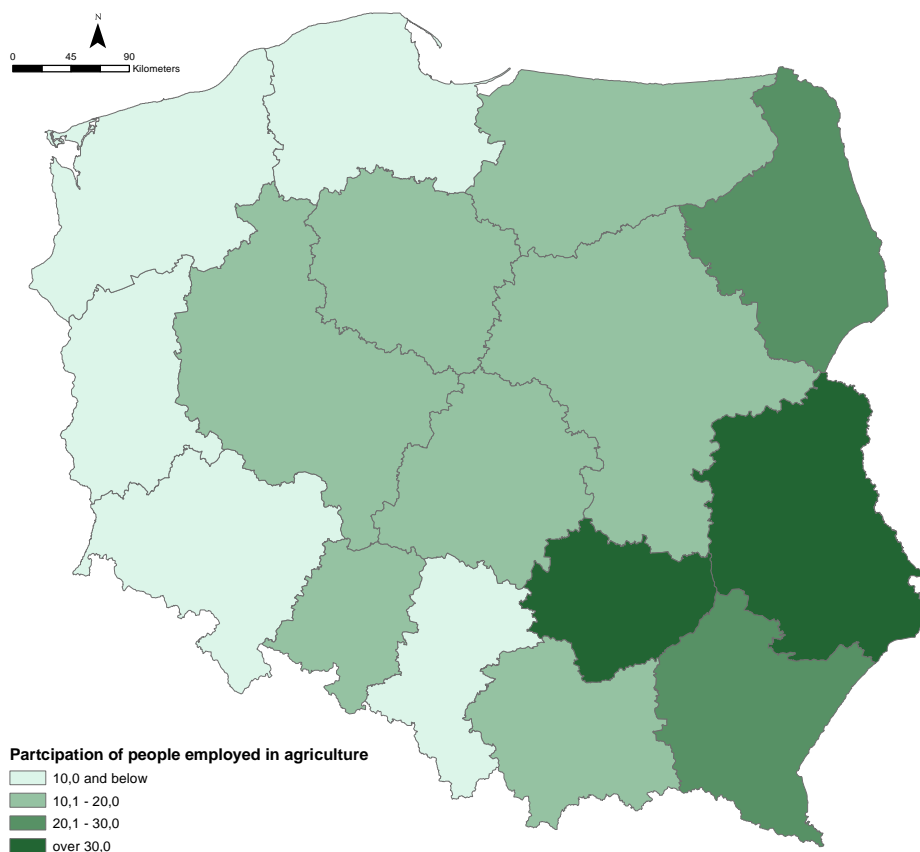 N
0 45 90
Kilometers
Partcipation of people employed in agriculture
10,0 and below
10,1 - 20,0
20,1 - 30,0
over 30,0